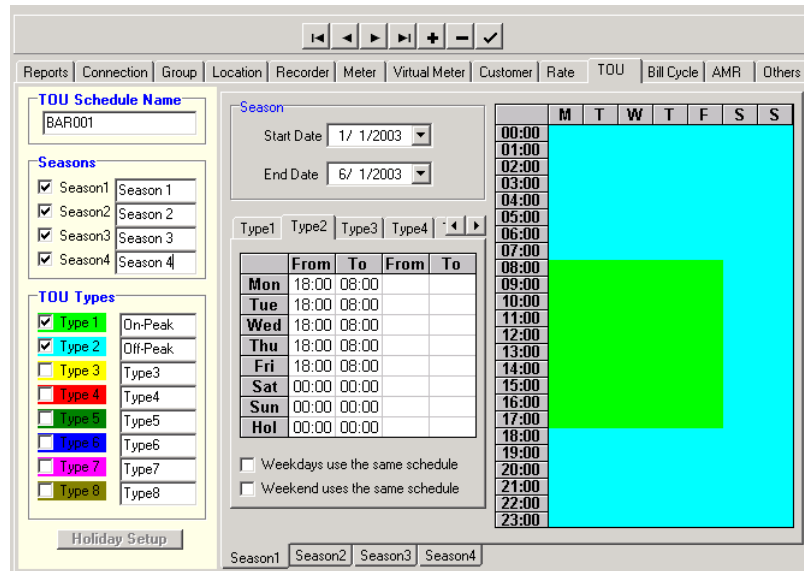 Reports Connection Group Location Recorder Meter Virtual Meter Customer Rate TOU Bill Cycle AMR Others
TOU Schedule Name
BAR001
Seasons
Season1 Season 1
Season2 Season 2
Season3 Season 3
Season4 Season 4
TOU Types
Type 1 On-Peak
Type 2 Off-Peak
Type 3 Type3
Type 4 Type4
Type 5 Type5
Type 6 Type6
Type 7 Type7
Type 8 Type8
Holiday Setup
Season
Start Date 1/ 1/2003
End Date 6/ 1/2003
Type1 Type2 Type3 Type4
From To From To
Mon 18:00 08:00
Tue 18:00 08:00
Wed 18:00 08:00
Thu 18:00 08:00
Fri 18:00 08:00
Sat 00:00 00:00
Sun 00:00 00:00
Hol 00:00 00:00
Weekdays use the same schedule
Weekend uses the same schedule
Season1 Season2 Season3 Season4
M T W T F S S
00:00
01:00
02:00
03:00
04:00
05:00
06:00
07:00
08:00
09:00
10:00
11:00
12:00
13:00
14:00
15:00
16:00
17:00
18:00
19:00
20:00
21:00
22:00
23:00